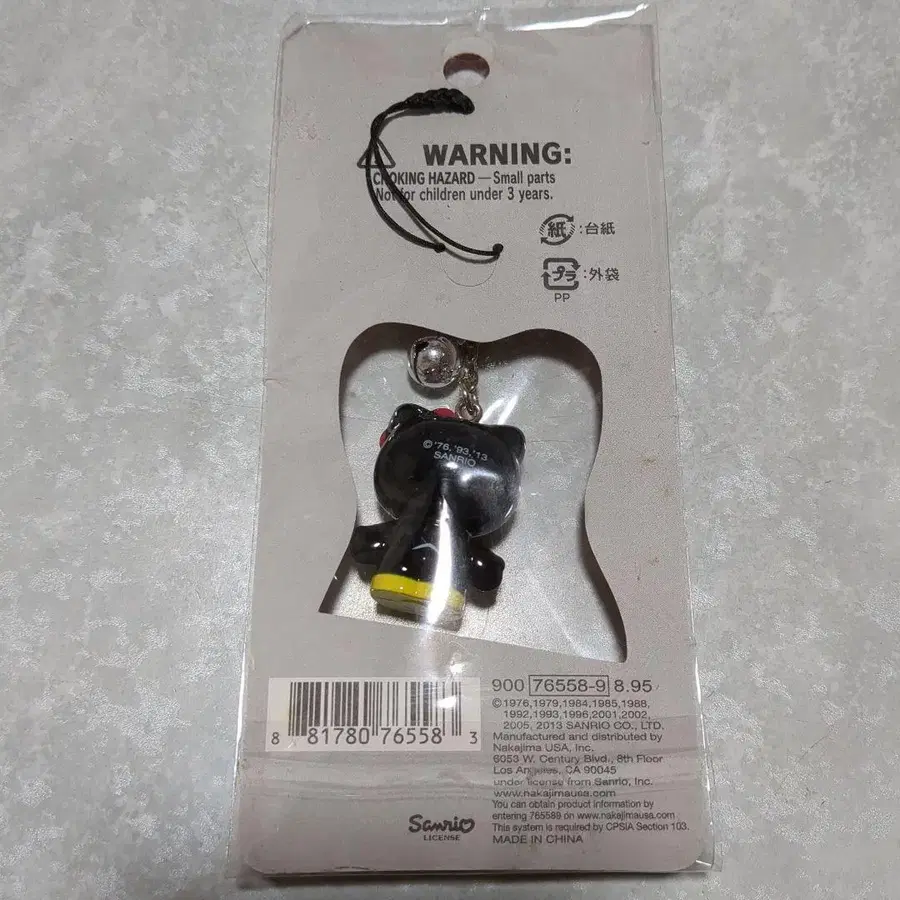 WARNING:
CHOKING HAZARD — Small parts
Not for children under 3 years.
紙 : 台紙
プラ : 外袋
PP
©'76, '93, '13
SANRIO
900 76558-9 8.95
©1976,1979,1984,1985,1988,
1992,1993,1996,2001,2002,
2005, 2013 SANRIO CO., LTD.
Manufactured and distributed by
Nakajima USA, Inc.
6053 W. Century Blvd., 8th Floor
Los Angeles, CA 90045
under license from Sanrio, Inc.
www.nakajimausa.com
You can obtain product information by
entering 765589 on www.nakajimausa.com
This system is required by CPSIA Section 103.
MADE IN CHINA
8 81780 76558 3
Sanrio
LICENSE